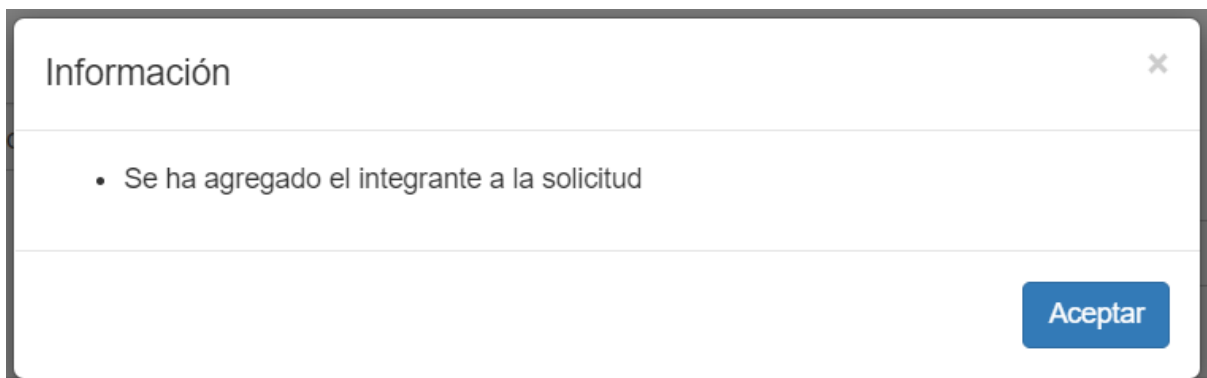 Información
×
• Se ha agregado el integrante a la solicitud
Aceptar